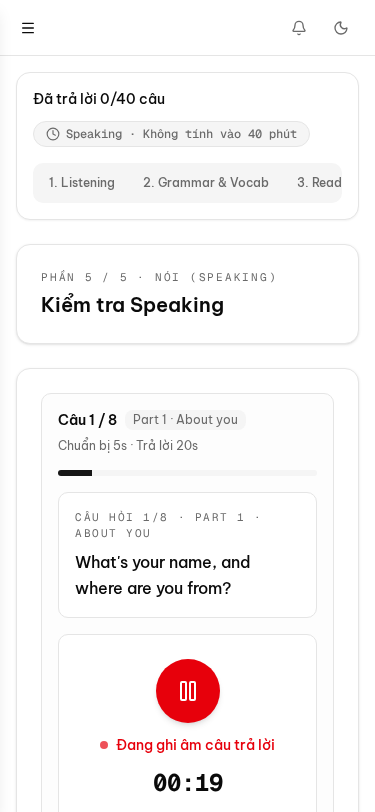 Đã trả lời 0/40 câu
Speaking · Không tính vào 40 phút
1. Listening 2. Grammar & Vocab 3. Read
PHẦN 5 / 5 · NÓI (SPEAKING)
Kiểm tra Speaking
Câu 1 / 8 Part 1 · About you
Chuẩn bị 5s · Trả lời 20s
CÂU HỎI 1/8 · PART 1 ·
ABOUT YOU
What's your name, and
where are you from?
Đang ghi âm câu trả lời
00:19